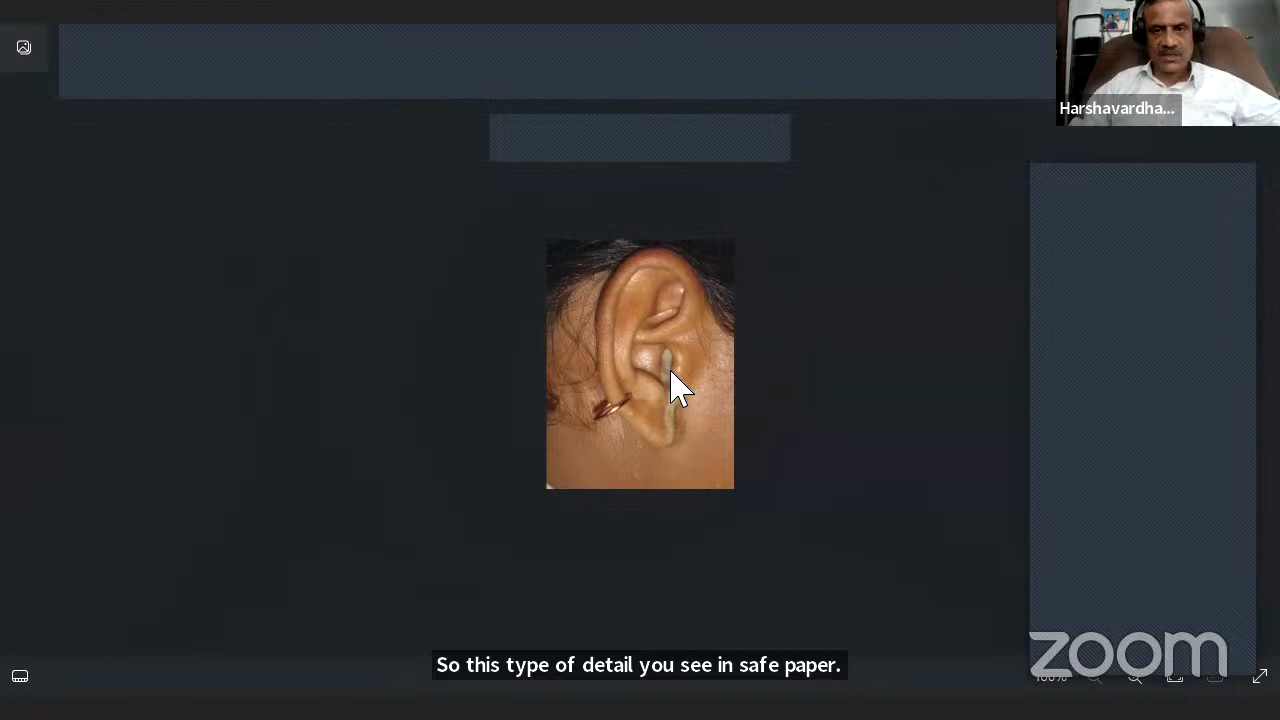 Harshavardha...
So this type of detail you see in safe paper.
zoom